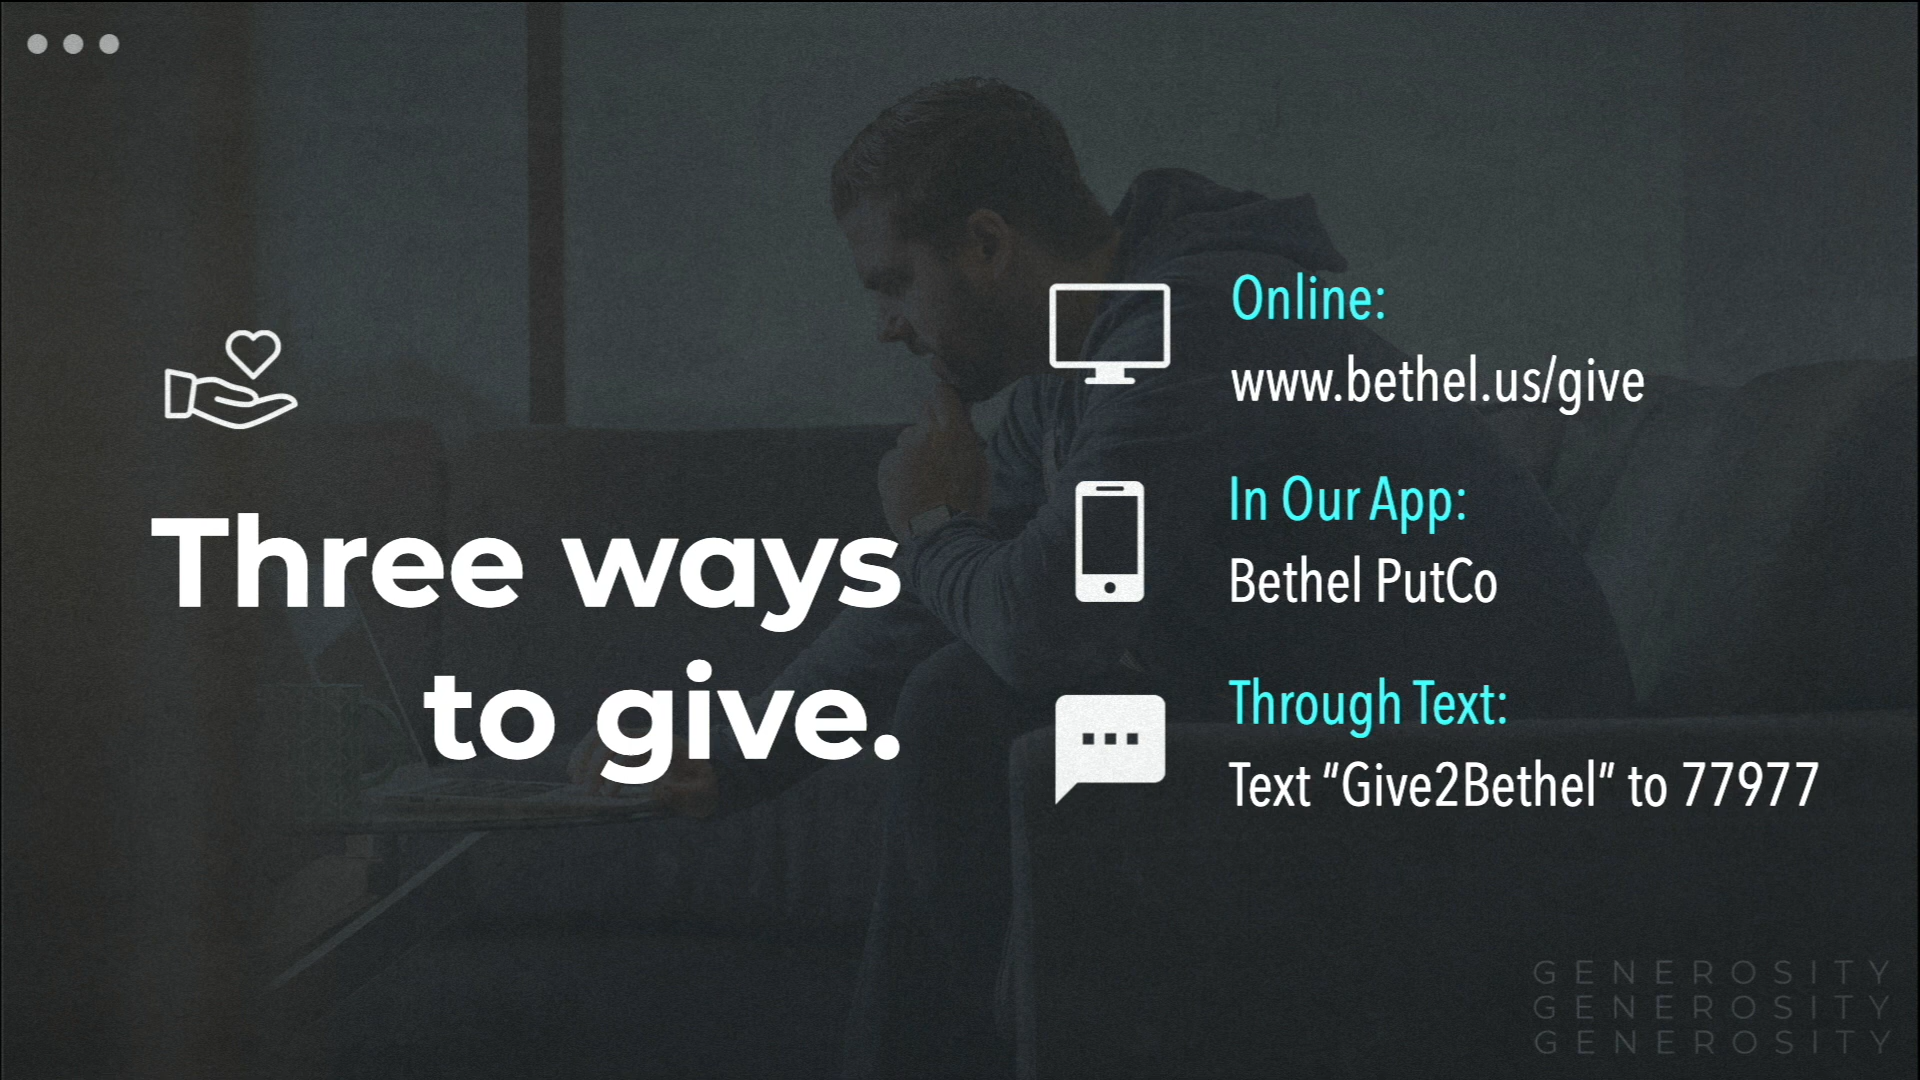 Three ways
to give.
Online:
www.bethel.us/give
In Our App:
Bethel PutCo
Through Text:
Text “Give2Bethel” to 77977
GENEROSITY
GENEROSITY
GENEROSITY